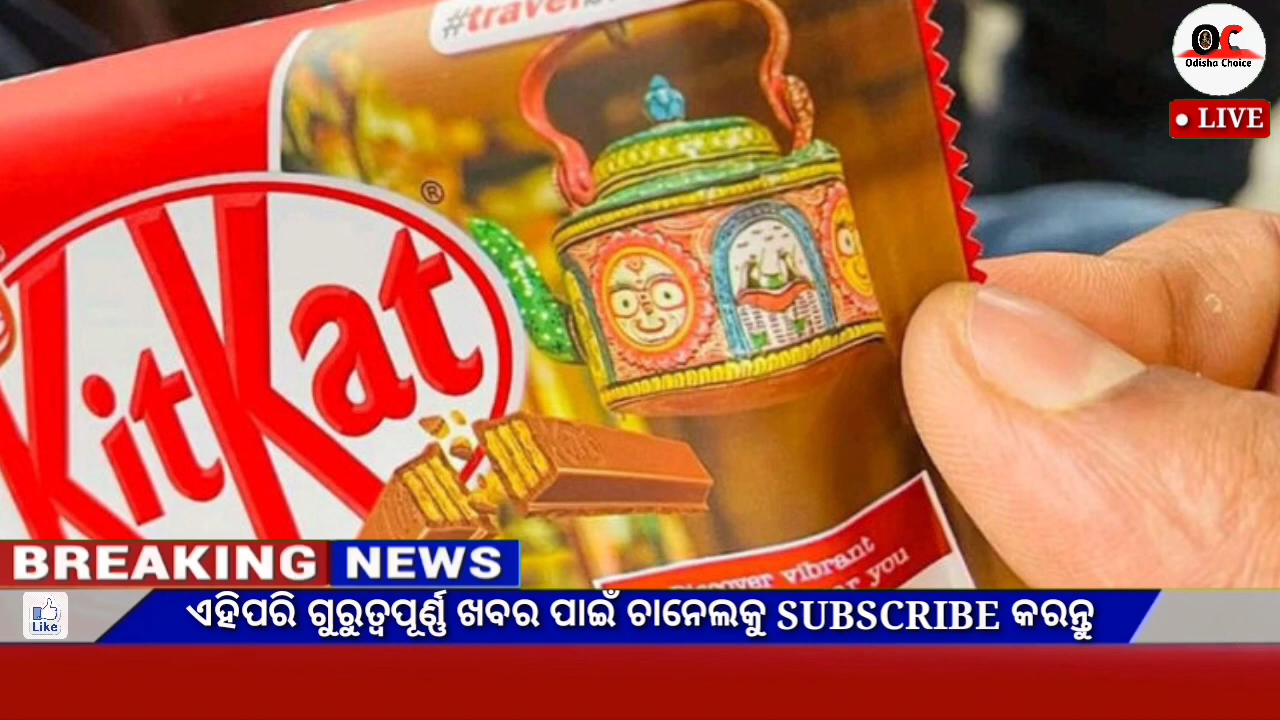 #travel
OC
Odisha Choice
• LIVE
®
KitKat
Discover vibrant
you
BREAKING NEWS
Like
ଏହିପରି ଗୁରୁତ୍ୱପୂର୍ଣ୍ଣ ଖବର ପାଇଁ ଚାନେଲକୁ SUBSCRIBE କରନ୍ତୁ